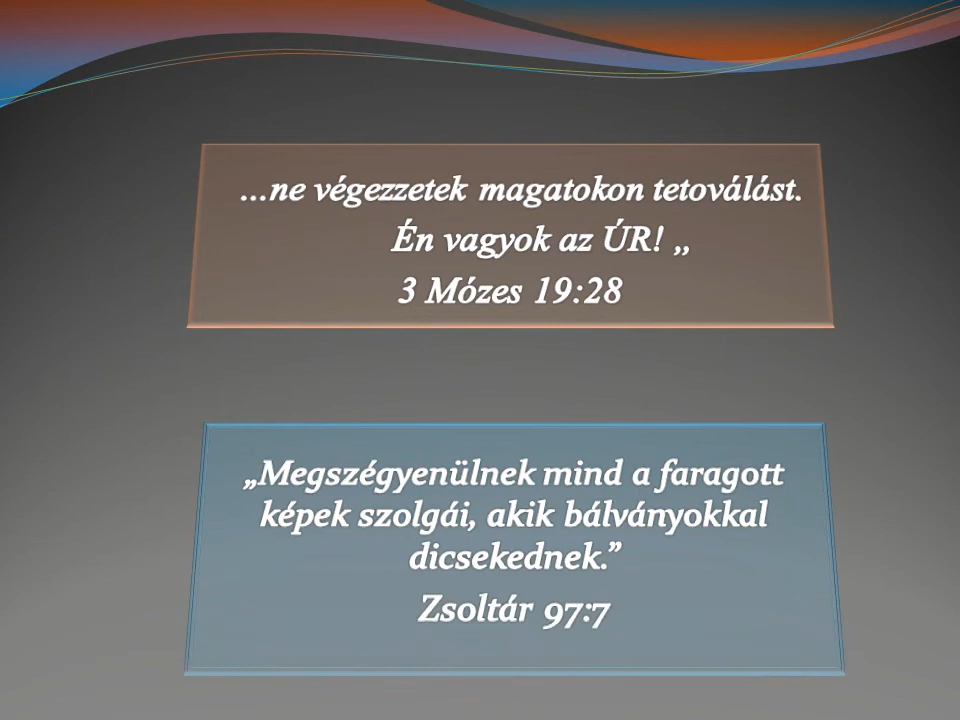 ...ne végezzetek magatokon tetoválást.
Én vagyok az ÚR! „
3 Mózes 19:28
„Megszégyenülnek mind a faragott
képek szolgái, akik bálványokkal
dicsekednek.”
Zsoltár 97:7